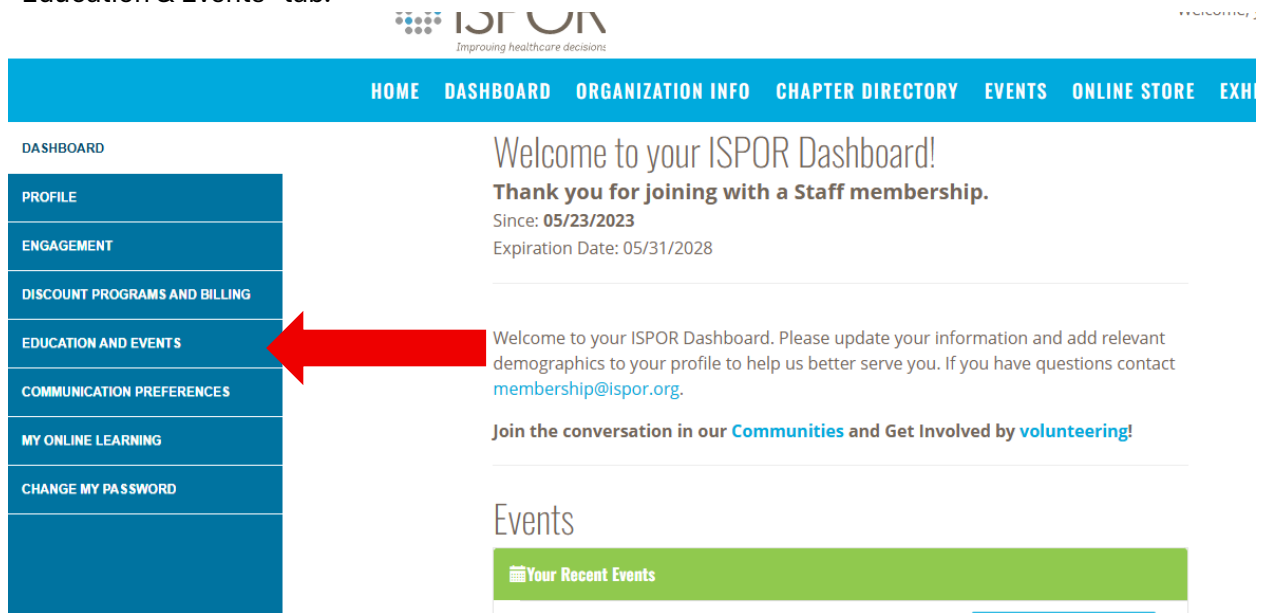 Education & Events" tab.
ISPOR
Improving healthcare decisions
Welcome,
HOME DASHBOARD ORGANIZATION INFO CHAPTER DIRECTORY EVENTS ONLINE STORE
DASHBOARD
PROFILE
ENGAGEMENT
DISCOUNT PROGRAMS AND BILLING
EDUCATION AND EVENTS
COMMUNICATION PREFERENCES
MY ONLINE LEARNING
CHANGE MY PASSWORD
Welcome to your ISPOR Dashboard!
Thank you for joining with a Staff membership.
Since: 05/23/2023
Expiration Date: 05/31/2028
Welcome to your ISPOR Dashboard. Please update your information and add relevant
demographics to your profile to help us better serve you. If you have questions contact
membership@ispor.org.
Join the conversation in our Communities and Get Involved by volunteering!
Events
Your Recent Events